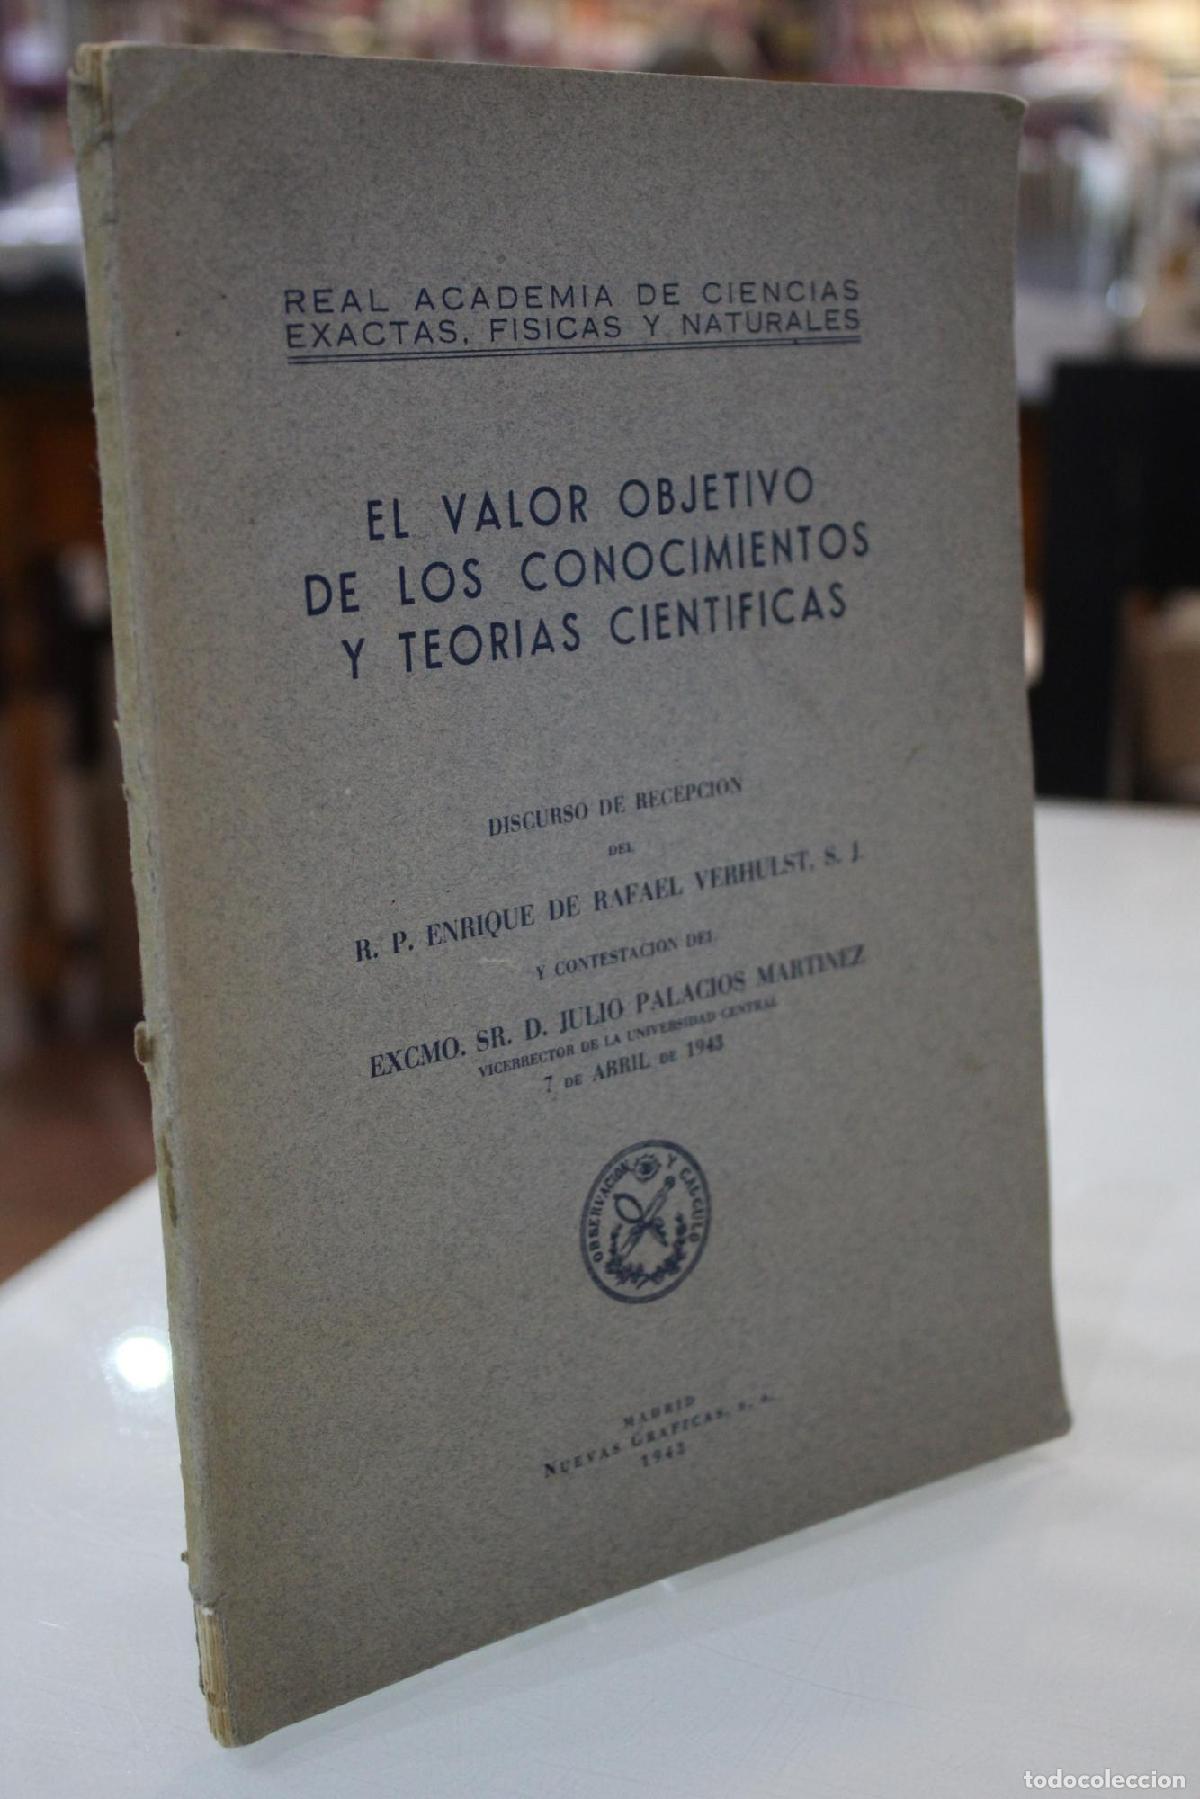 REAL ACADEMIA DE CIENCIAS
EXACTAS, FISICAS Y NATURALES
EL VALOR OBJETIVO
DE LOS CONOCIMIENTOS
Y TEORIAS CIENTIFICAS
DISCURSO DE RECEPCION
DEL
R. P. ENRIQUE DE RAFAEL VERHULST, S. J.
Y CONTESTACION DEL
EXCMO. SR. D. JULIO PALACIOS MARTINEZ
VICERRECTOR DE LA UNIVERSIDAD CENTRAL
7 DE ABRIL DE 1943
OBSERVACION Y CALCULO
MADRID
NUEVAS GRAFICAS, S. A.
1943
todocoleccion